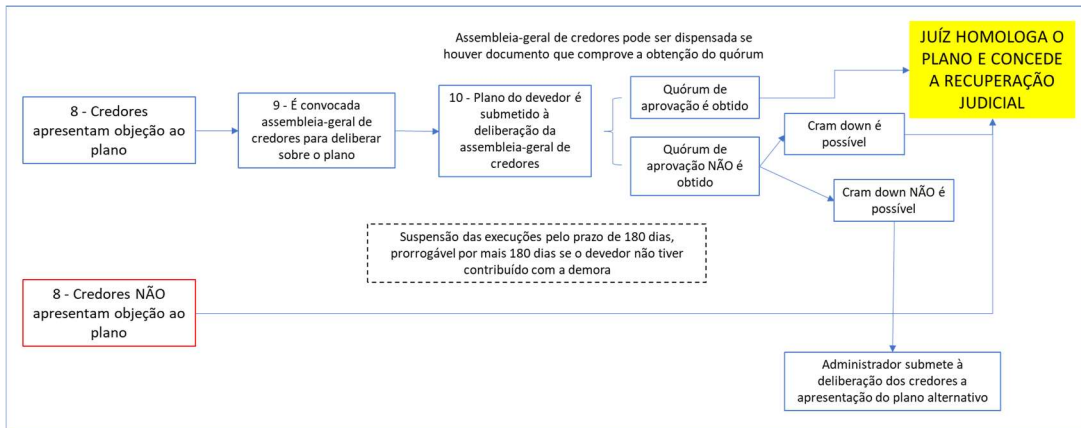 Assembleia-geral de credores pode ser dispensada se
houver documento que comprove a obtenção do quórum
JUÍZ HOMOLOGA O
PLANO E CONCEDE
A RECUPERAÇÃO
JUDICIAL
8 - Credores
apresentam objeção ao
plano
9 - É convocada
assembleia-geral de
credores para deliberar
sobre o plano
10 - Plano do devedor é
submetido à
deliberação da
assembleia-geral de
credores
Quórum de
aprovação é obtido
Quórum de
aprovação NÃO é
obtido
Cram down é
possível
Cram down NÃO é
possível
Suspensão das execuções pelo prazo de 180 dias,
prorrogável por mais 180 dias se o devedor não tiver
contribuído com a demora
8 - Credores NÃO
apresentam objeção ao
plano
Administrador submete à
deliberação dos credores a
apresentação do plano alternativo